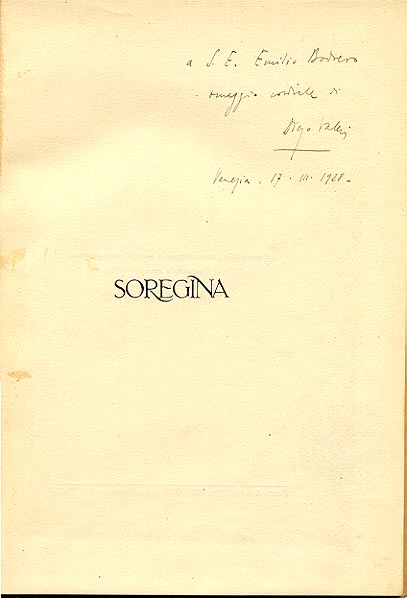 a S. E. Emilio Bodrero
omaggio cordiale di
Diego Valeri
Venezia, 17 · III · 1928 -
SOREGINA